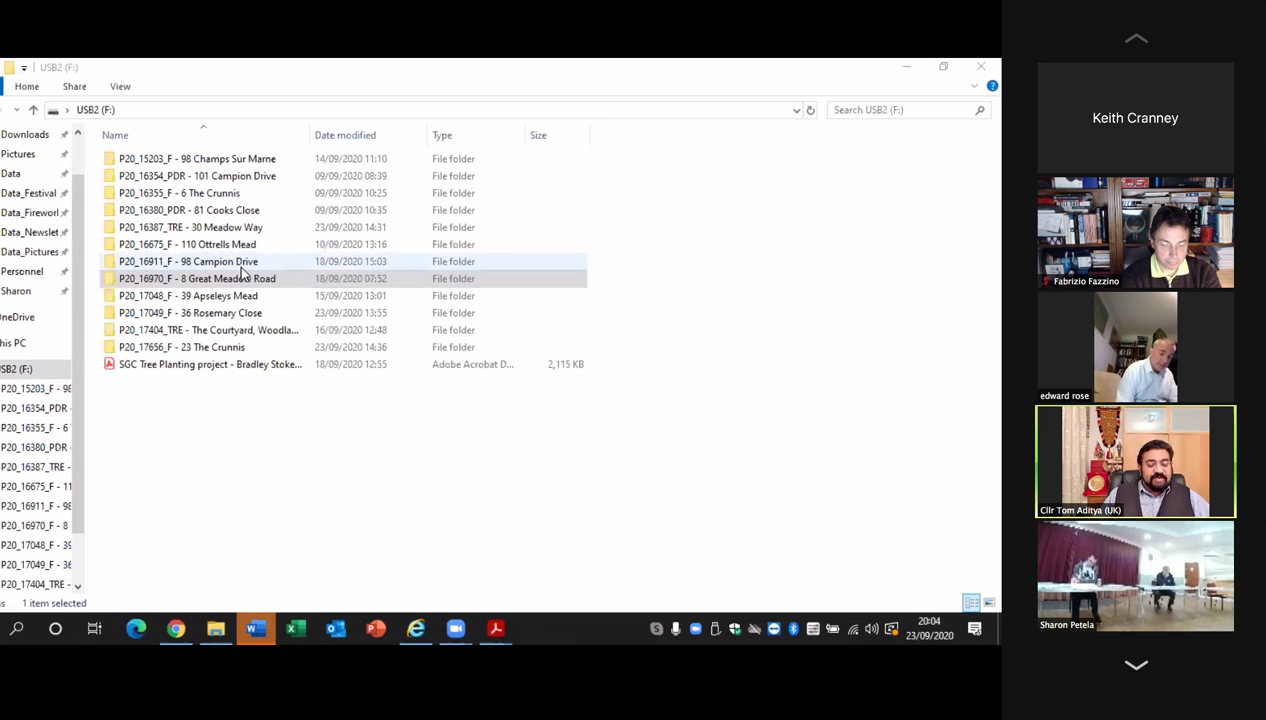 USB2 (F:)
Home Share View
USB2 (F:)
Search USB2 (F:)
Name Date modified Type Size
P20_15203_F - 98 Champs Sur Marne 14/09/2020 11:10 File folder
P20_16354_PDR - 101 Campion Drive 09/09/2020 08:39 File folder
P20_16355_F - 6 The Crunnis 09/09/2020 10:25 File folder
P20_16380_PDR - 81 Cooks Close 09/09/2020 10:35 File folder
P20_16387_TRE - 30 Meadow Way 23/09/2020 14:31 File folder
P20_16675_F - 110 Ottrells Mead 10/09/2020 13:16 File folder
P20_16911_F - 98 Campion Drive 18/09/2020 15:03 File folder
P20_16970_F - 8 Great Meadow Road 18/09/2020 07:52 File folder
P20_17048_F - 39 Apseleys Mead 15/09/2020 13:01 File folder
P20_17049_F - 36 Rosemary Close 23/09/2020 13:55 File folder
P20_17404_TRE - The Courtyard, Woodla... 16/09/2020 12:48 File folder
P20_17656_F - 23 The Crunnis 23/09/2020 14:36 File folder
SGC Tree Planting project - Bradley Stoke... 18/09/2020 12:55 Adobe Acrobat D... 2,115 KB
Downloads
Pictures
Data
Data_Festival
Data_Firework
Data_Newslet
Data_Pictures
Personnel
Sharon
OneDrive
his PC
SB2 (F:)
P20_15203_F - 98
P20_16354_PDR -
P20_16355_F - 6
P20_16380_PDR -
P20_16387_TRE -
P20_16675_F - 11
P20_16911_F - 98
P20_16970_F - 8
P20_17048_F - 39
P20_17049_F - 36
P20_17404_TRE -
ns 1 item selected
20:04
23/09/2020
Keith Cranney
Fabrizio Fazzino
edward rose
Cllr Tom Aditya (UK)
Sharon Petela